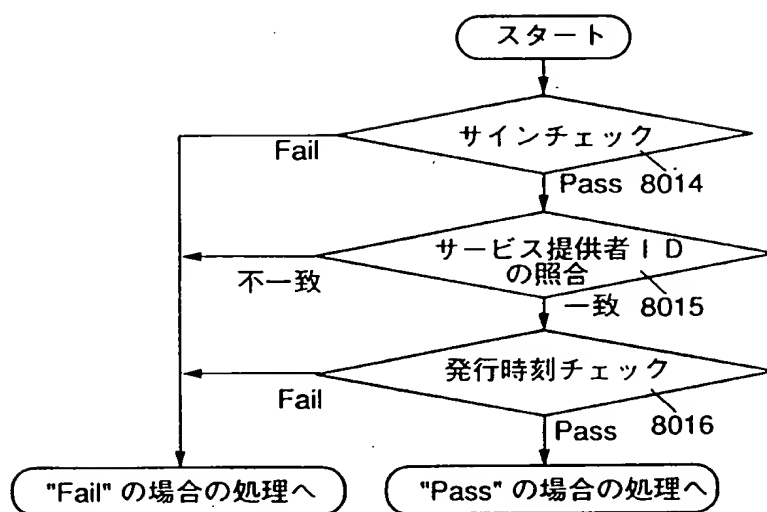 スタート
サインチェック
Fail
Pass 8014
サービス提供者ID
の照合
不一致
一致 8015
発行時刻チェック
Fail
Pass 8016
"Fail" の場合の処理へ
"Pass" の場合の処理へ